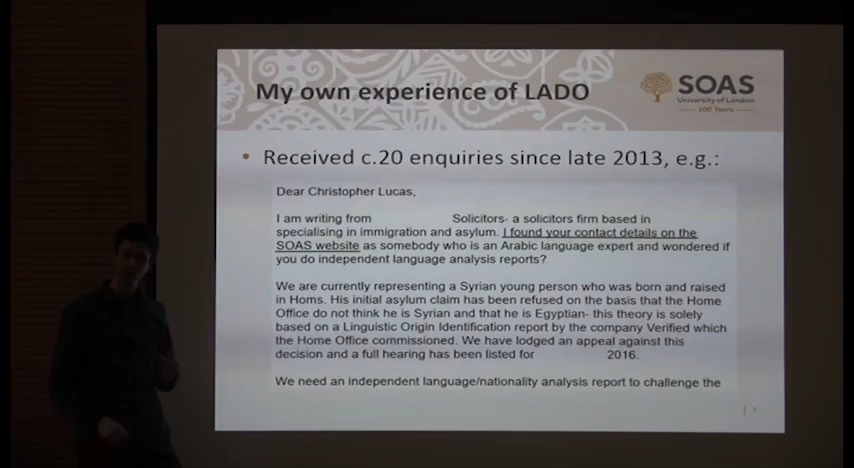 My own experience of LADO
SOAS
University of London
100 Years
• Received c.20 enquiries since late 2013, e.g.:
Dear Christopher Lucas,
I am writing from Solicitors- a solicitors firm based in
specialising in immigration and asylum. I found your contact details on the
SOAS website as somebody who is an Arabic language expert and wondered if
you do independent language analysis reports?
We are currently representing a Syrian young person who was born and raised
in Homs. His initial asylum claim has been refused on the basis that the Home
Office do not think he is Syrian and that he is Egyptian- this theory is solely
based on a Linguistic Origin Identification report by the company Verified which
the Home Office commissioned. We have lodged an appeal against this
decision and a full hearing has been listed for 2016.
We need an independent language/nationality analysis report to challenge the